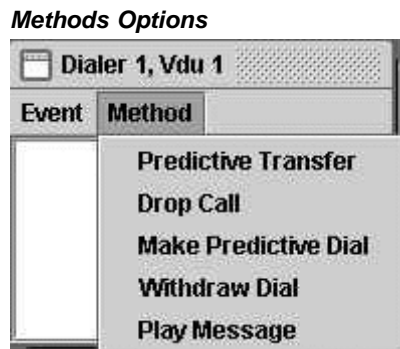 Methods Options
Dialer 1, Vdu 1
Event Method
Predictive Transfer
Drop Call
Make Predictive Dial
Withdraw Dial
Play Message